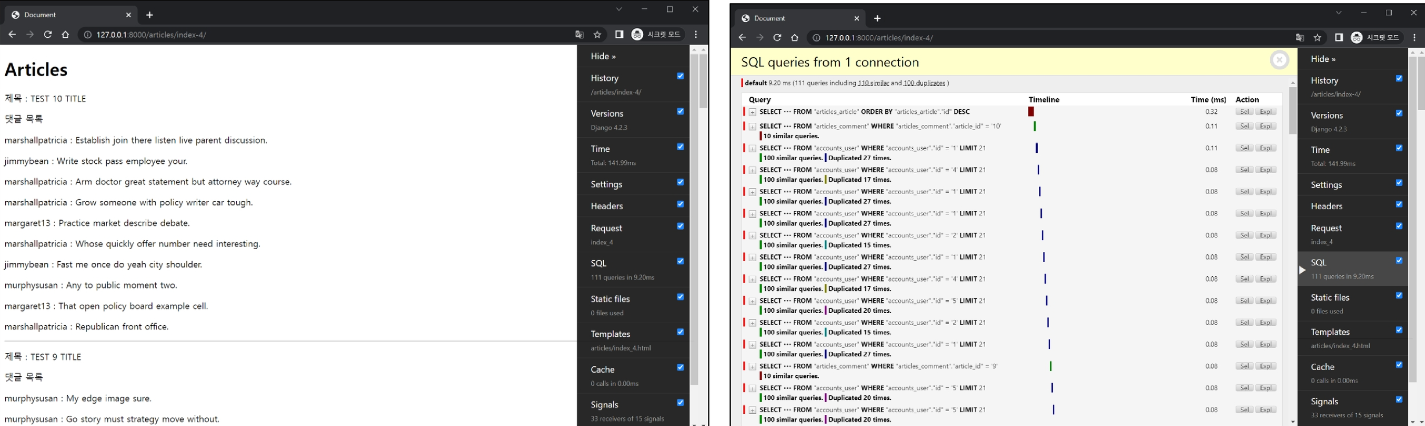 Document
127.0.0.1:8000/articles/index-4/
시크릿 모드
Articles
제목 : TEST 10 TITLE
댓글 목록
marshallpatricia : Establish join there listen live parent discussion.
jimmybean : Write stock pass employee your.
marshallpatricia : Arm doctor great statement but attorney way course.
marshallpatricia : Grow someone with policy writer car tough.
margaret13 : Practice market describe debate.
marshallpatricia : Whose quickly offer number need interesting.
jimmybean : Fast me once do yeah city shoulder.
murphysusan : Any to public moment two.
margaret13 : That open policy board example cell.
marshallpatricia : Republican front office.
제목 : TEST 9 TITLE
댓글 목록
murphysusan : My edge image sure.
murphysusan : Go story must strategy move without.
Hide »
History
/articles/index-4/
Versions
Django 4.2.3
Time
Total: 141.99ms
Settings
Headers
Request
index_4
SQL
111 queries in 9.20ms
Static files
0 files used
Templates
articles/index_4.html
Cache
0 calls in 0.00ms
Signals
33 receivers of 15 signals
Document
127.0.0.1:8000/articles/index-4/
시크릿 모드
SQL queries from 1 connection
default 9.20 ms (111 queries including 110 similar and 100 duplicates )
Query Timeline Time (ms) Action
SELECT ••• FROM "articles_article" ORDER BY "articles_article"."id" DESC 0.32 Sel Expl
SELECT ••• FROM "articles_comment" WHERE "articles_comment"."article_id" = '10' 0.11 Sel Expl
10 similar queries.
SELECT ••• FROM "accounts_user" WHERE "accounts_user"."id" = '1' LIMIT 21 0.11 Sel Expl
100 similar queries. Duplicated 27 times.
SELECT ••• FROM "accounts_user" WHERE "accounts_user"."id" = '4' LIMIT 21 0.08 Sel Expl
100 similar queries. Duplicated 17 times.
SELECT ••• FROM "accounts_user" WHERE "accounts_user"."id" = '1' LIMIT 21 0.08 Sel Expl
100 similar queries. Duplicated 27 times.
SELECT ••• FROM "accounts_user" WHERE "accounts_user"."id" = '1' LIMIT 21 0.08 Sel Expl
100 similar queries. Duplicated 27 times.
SELECT ••• FROM "accounts_user" WHERE "accounts_user"."id" = '2' LIMIT 21 0.08 Sel Expl
100 similar queries. Duplicated 15 times.
SELECT ••• FROM "accounts_user" WHERE "accounts_user"."id" = '1' LIMIT 21 0.08 Sel Expl
100 similar queries. Duplicated 27 times.
SELECT ••• FROM "accounts_user" WHERE "accounts_user"."id" = '4' LIMIT 21 0.08 Sel Expl
100 similar queries. Duplicated 17 times.
SELECT ••• FROM "accounts_user" WHERE "accounts_user"."id" = '5' LIMIT 21 0.08 Sel Expl
100 similar queries. Duplicated 20 times.
SELECT ••• FROM "accounts_user" WHERE "accounts_user"."id" = '2' LIMIT 21 0.08 Sel Expl
100 similar queries. Duplicated 15 times.
SELECT ••• FROM "accounts_user" WHERE "accounts_user"."id" = '1' LIMIT 21 0.08 Sel Expl
100 similar queries. Duplicated 27 times.
SELECT ••• FROM "articles_comment" WHERE "articles_comment"."article_id" = '9' 0.08 Sel Expl
10 similar queries.
SELECT ••• FROM "accounts_user" WHERE "accounts_user"."id" = '5' LIMIT 21 0.08 Sel Expl
100 similar queries. Duplicated 20 times.
SELECT ••• FROM "accounts_user" WHERE "accounts_user"."id" = '5' LIMIT 21 0.08 Sel Expl
100 similar queries. Duplicated 20 times.
Hide »
History
/articles/index-4/
Versions
Django 4.2.3
Time
Total: 141.99ms
Settings
Headers
Request
index_4
SQL
111 queries in 9.20ms
Static files
0 files used
Templates
articles/index_4.html
Cache
0 calls in 0.00ms
Signals
33 receivers of 15 signals